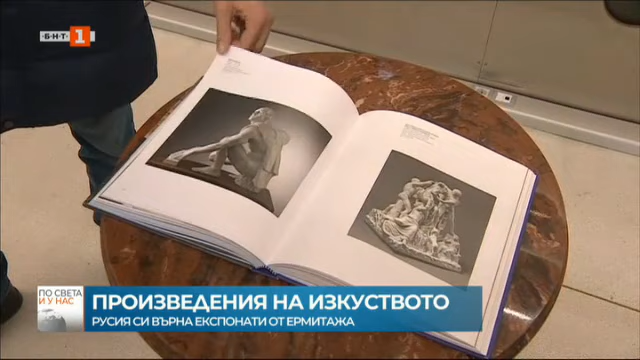 БНТ 1
ПО СВЕТА
И У НАС
ПРОИЗВЕДЕНИЯ НА ИЗКУСТВОТО
РУСИЯ СИ ВЪРНА ЕКСПОНАТИ ОТ ЕРМИТАЖА